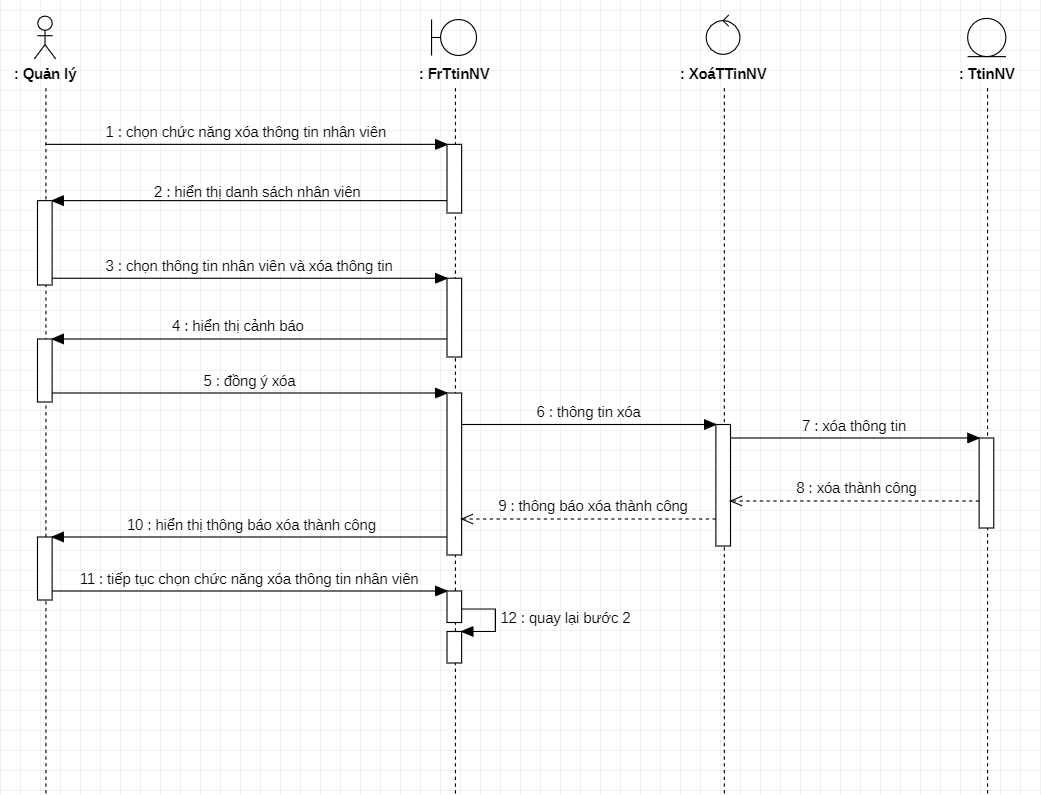 : Quản lý
: FrTtinNV
: XoáTTinNV
: TtinNV
1 : chọn chức năng xóa thông tin nhân viên
2 : hiển thị danh sách nhân viên
3 : chọn thông tin nhân viên và xóa thông tin
4 : hiển thị cảnh báo
5 : đồng ý xóa
6 : thông tin xóa
7 : xóa thông tin
8 : xóa thành công
9 : thông báo xóa thành công
10 : hiển thị thông báo xóa thành công
11 : tiếp tục chọn chức năng xóa thông tin nhân viên
12 : quay lại bước 2